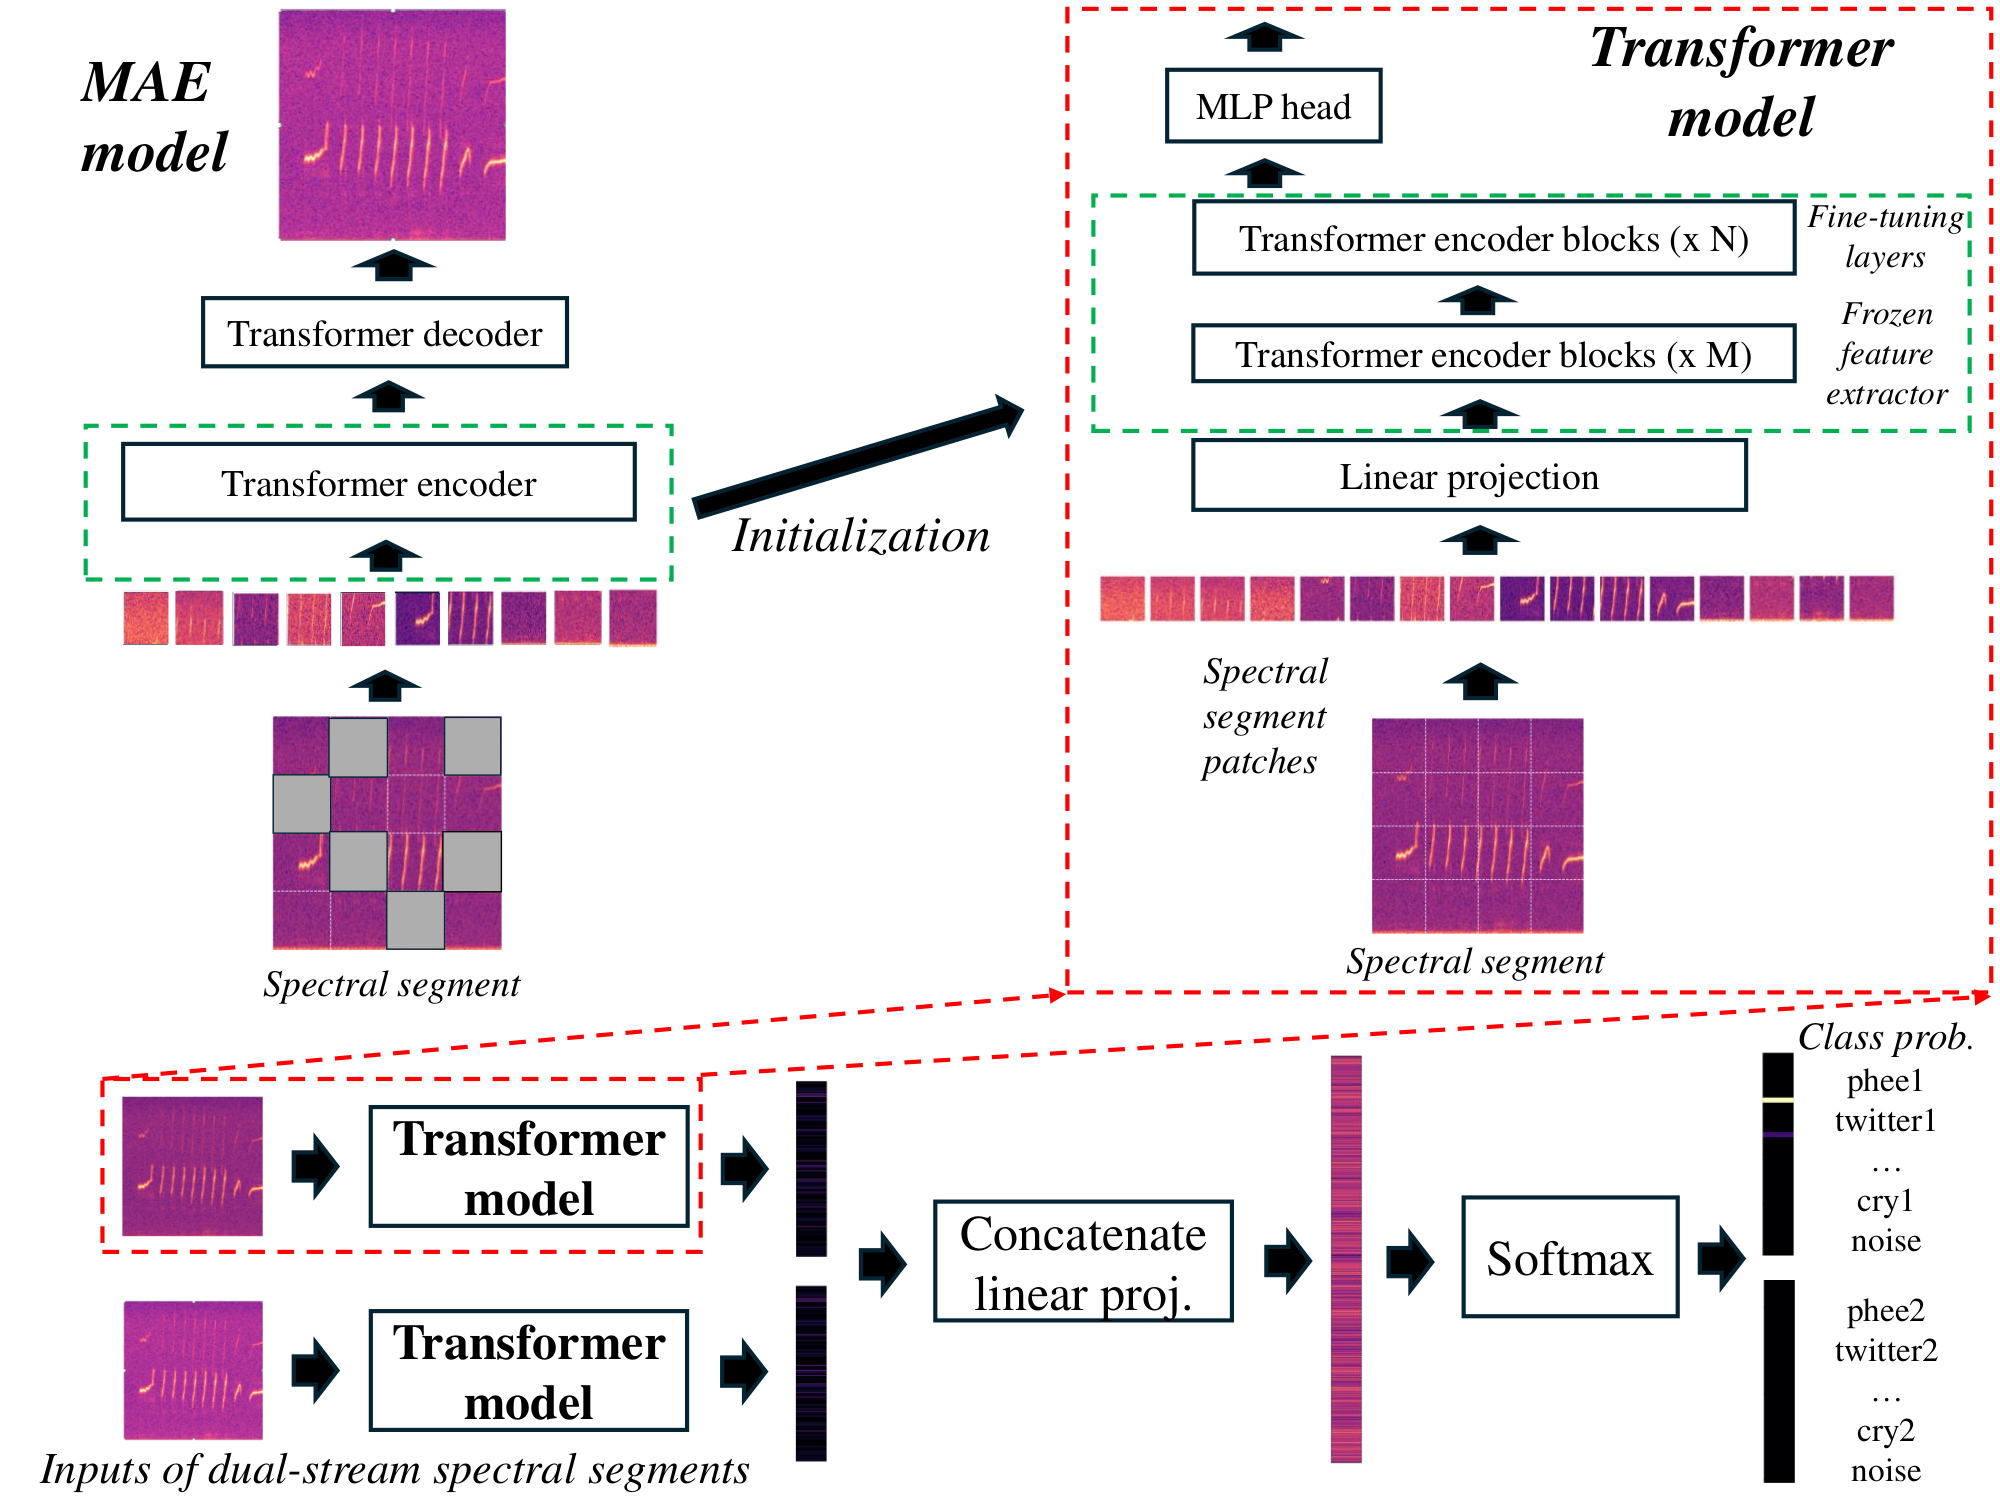 MAE
model
Transformer decoder
Transformer encoder
Spectral segment
Initialization
Transformer
model
MLP head
Transformer encoder blocks (x N)
Fine-tuning
layers
Transformer encoder blocks (x M)
Frozen
feature
extractor
Linear projection
Spectral
segment
patches
Spectral segment
Transformer
model
Transformer
model
Inputs of dual-stream spectral segments
Concatenate
linear proj.
Softmax
Class prob.
phee1
twitter1
...
cry1
noise
phee2
twitter2
...
cry2
noise